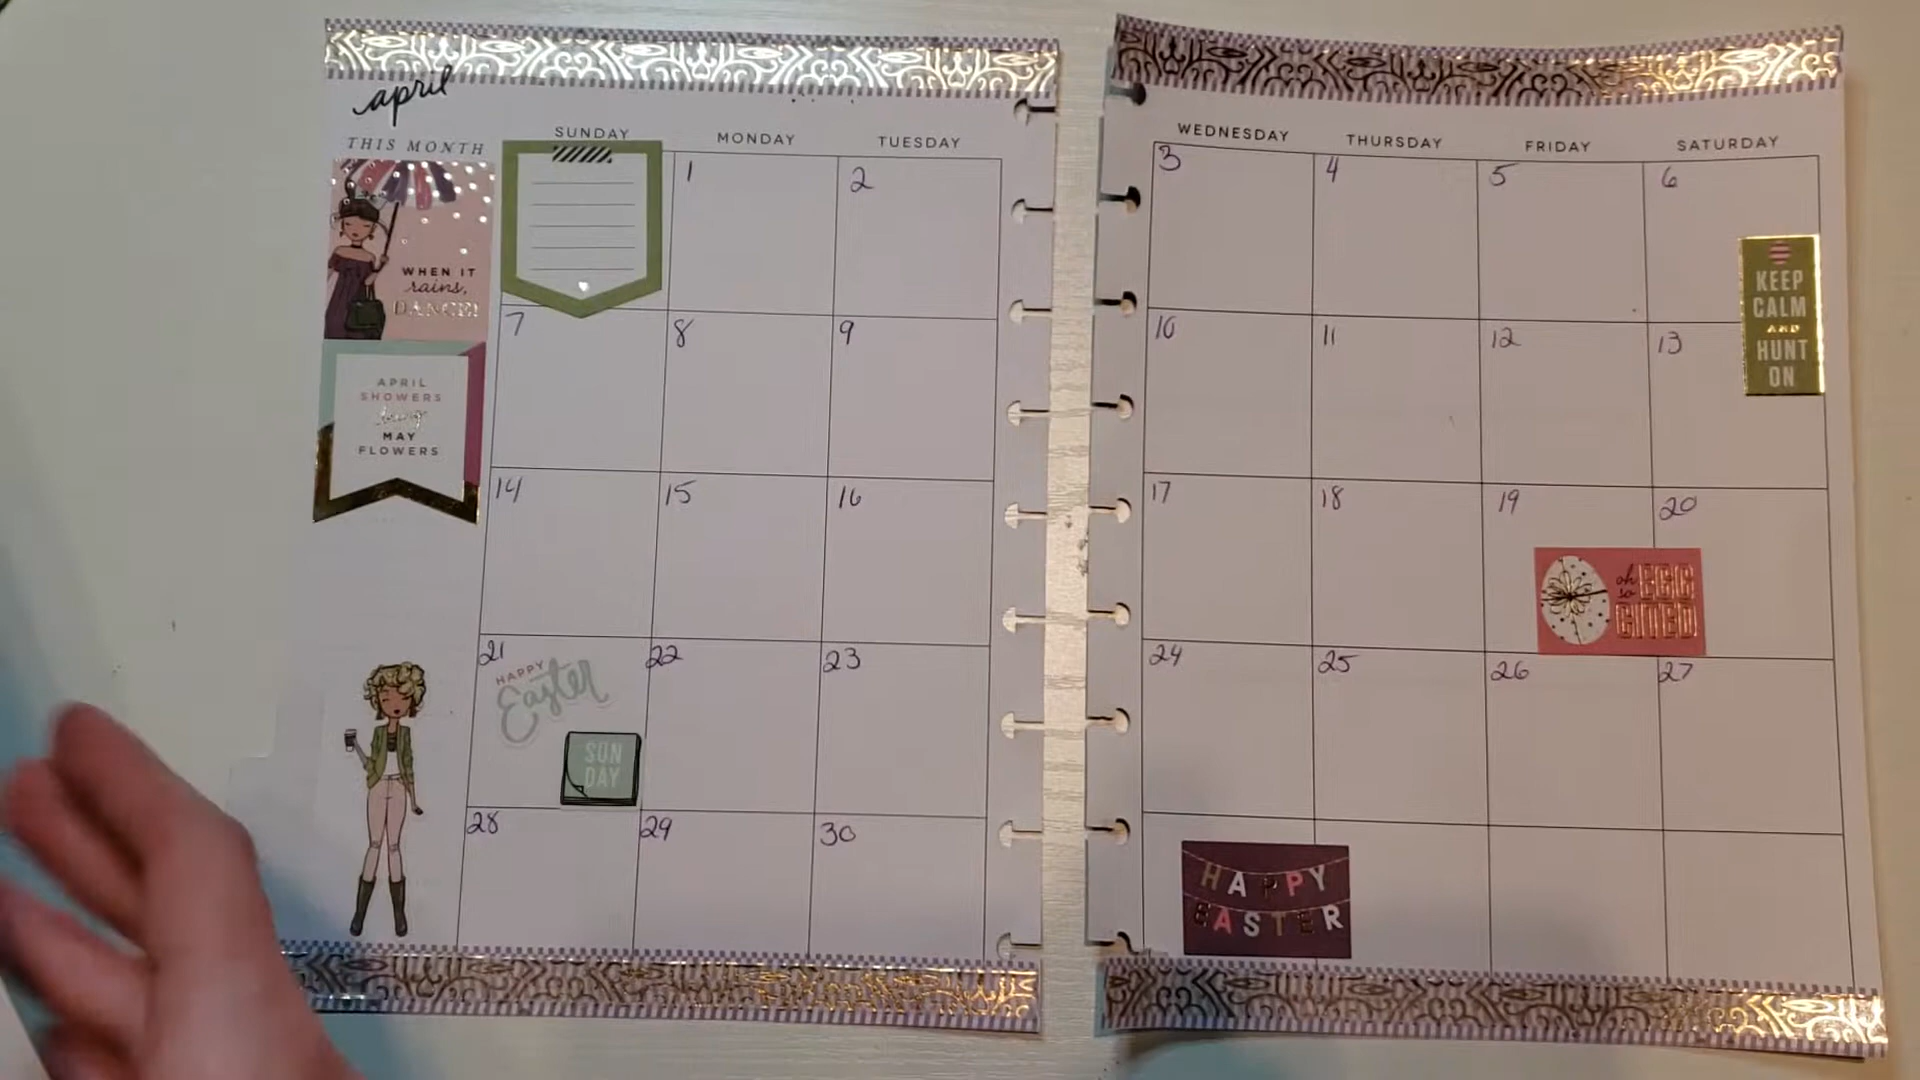 april
THIS MONTH
SUNDAY
MONDAY
TUESDAY
WEDNESDAY
THURSDAY
FRIDAY
SATURDAY
WHEN IT
rains,
DANCE!
APRIL
SHOWERS
bring
MAY
FLOWERS
1
2
3
4
5
6
KEEP
CALM
AND
HUNT
ON
7
8
9
10
11
12
13
14
15
16
17
18
19
20
oh
so EGG
CITED
21
HAPPY
Easter
SUN
DAY
22
23
24
25
26
27
28
29
30
HAPPY
EASTER